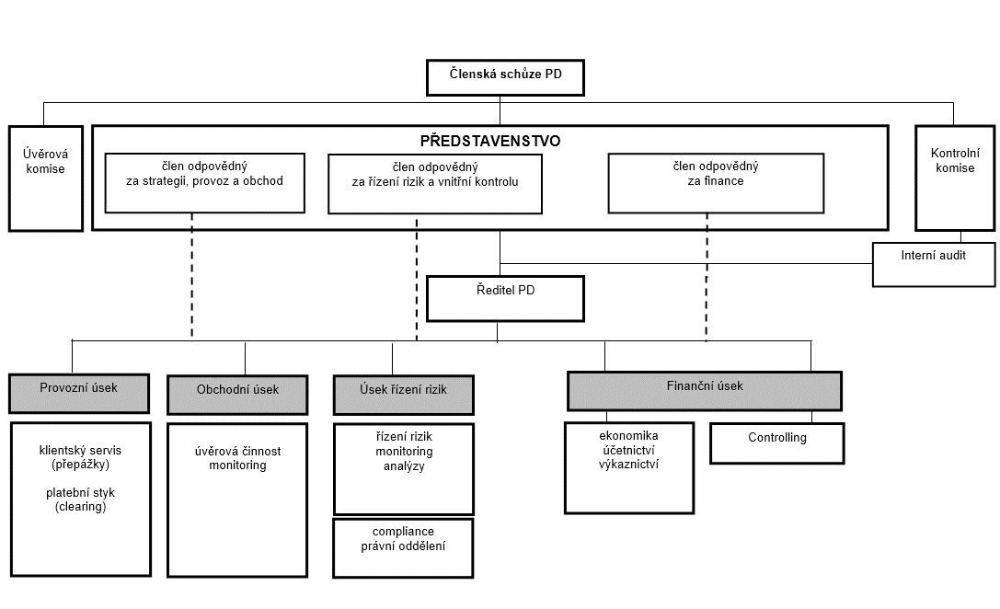 Členská schůze PD
Úvěrová
komise
PŘEDSTAVENSTVO
člen odpovědný
za strategii, provoz a obchod
člen odpovědný
za řízení rizik a vnitřní kontrolu
člen odpovědný
za finance
Kontrolní
komise
Interní audit
Ředitel PD
Provozní úsek
Obchodní úsek
Úsek řízení rizik
Finanční úsek
klientský servis
(přepážky)
platební styk
(clearing)
úvěrová činnost
monitoring
řízení rizik
monitoring
analýzy
compliance
právní oddělení
ekonomika
účetnictví
výkaznictví
Controlling